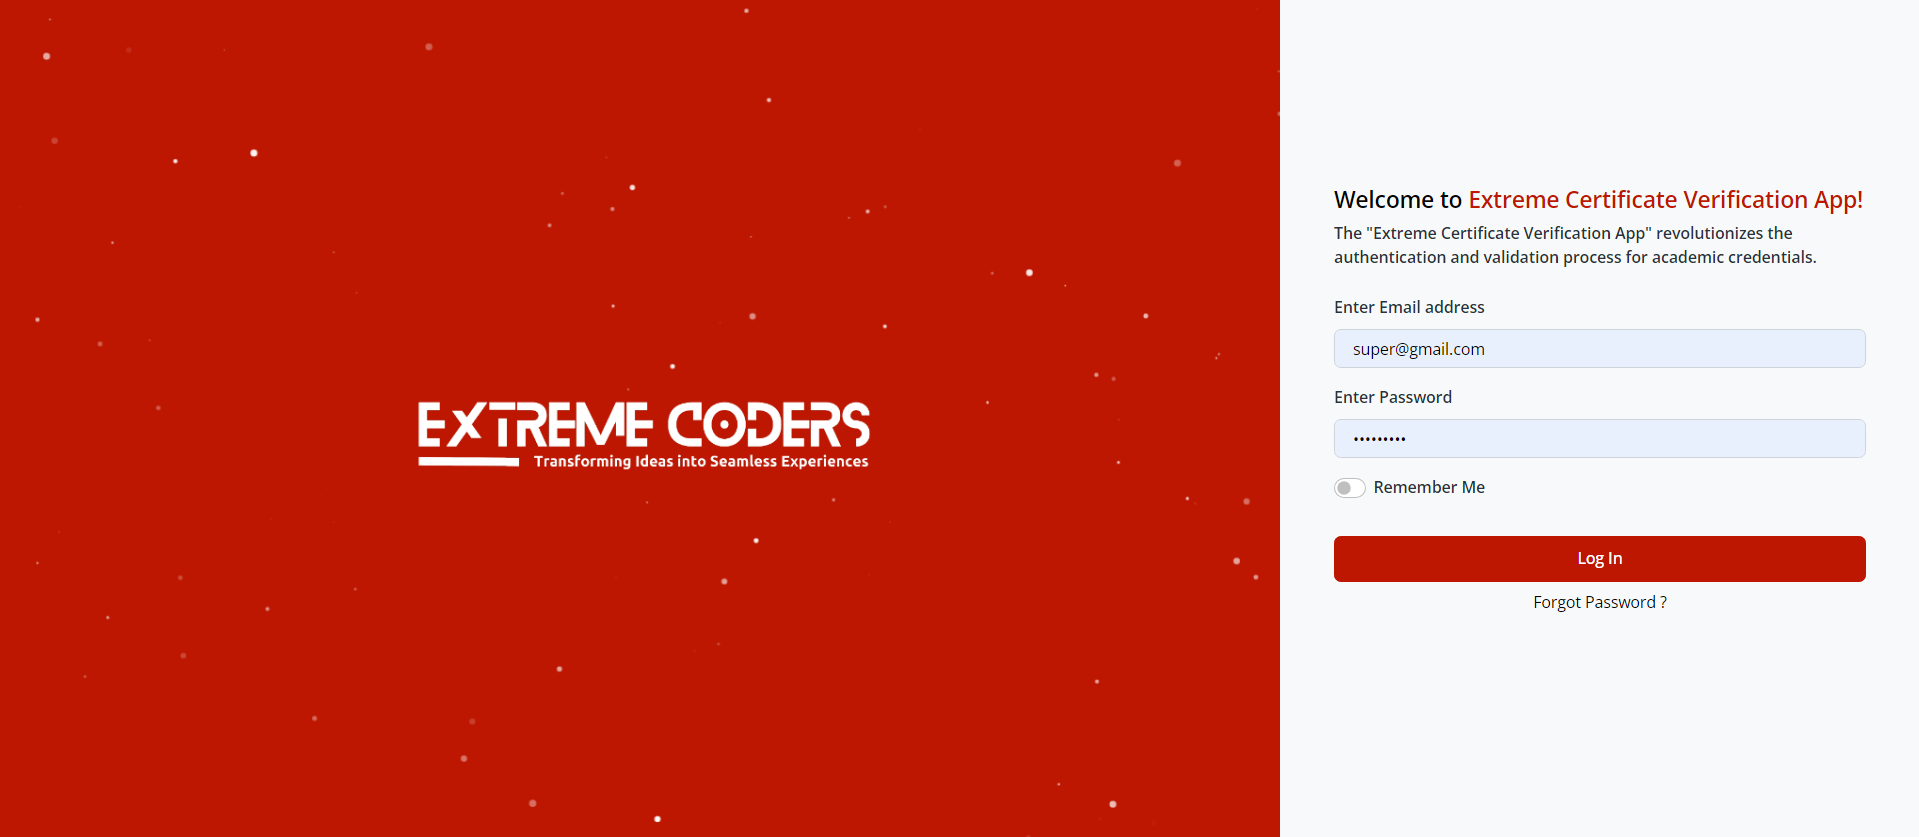 EXTREME CODERS
Transforming Ideas into Seamless Experiences
Welcome to Extreme Certificate Verification App!
The "Extreme Certificate Verification App" revolutionizes the
authentication and validation process for academic credentials.
Enter Email address
super@gmail.com
Enter Password
•••••••••
Remember Me
Log In
Forgot Password ?